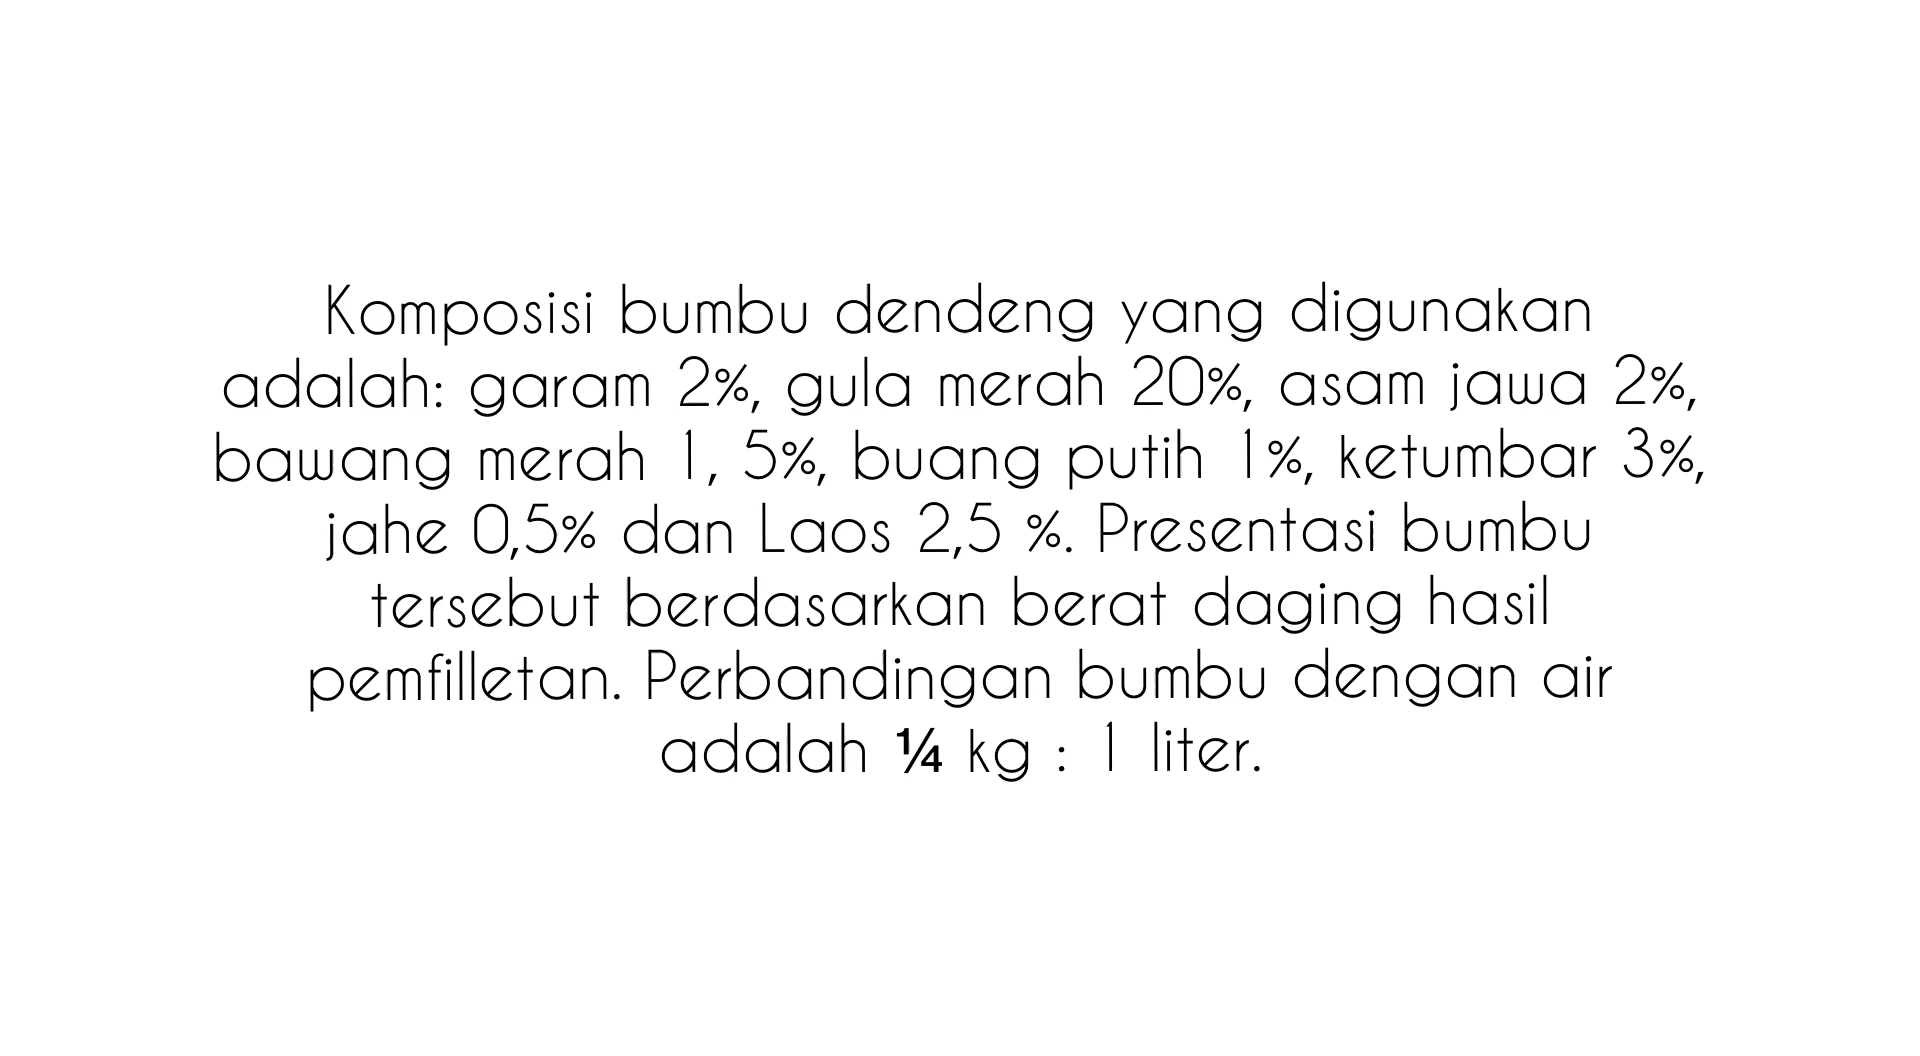 Komposisi bumbu dendeng yang digunakan
adalah: garam 2%, gula merah 20%, asam jawa 2%,
bawang merah 1, 5%, buang putih 1%, ketumbar 3%,
jahe 0,5% dan Laos 2,5 %. Presentasi bumbu
tersebut berdasarkan berat daging hasil
pemfilletan. Perbandingan bumbu dengan air
adalah ¼ kg : 1 liter.